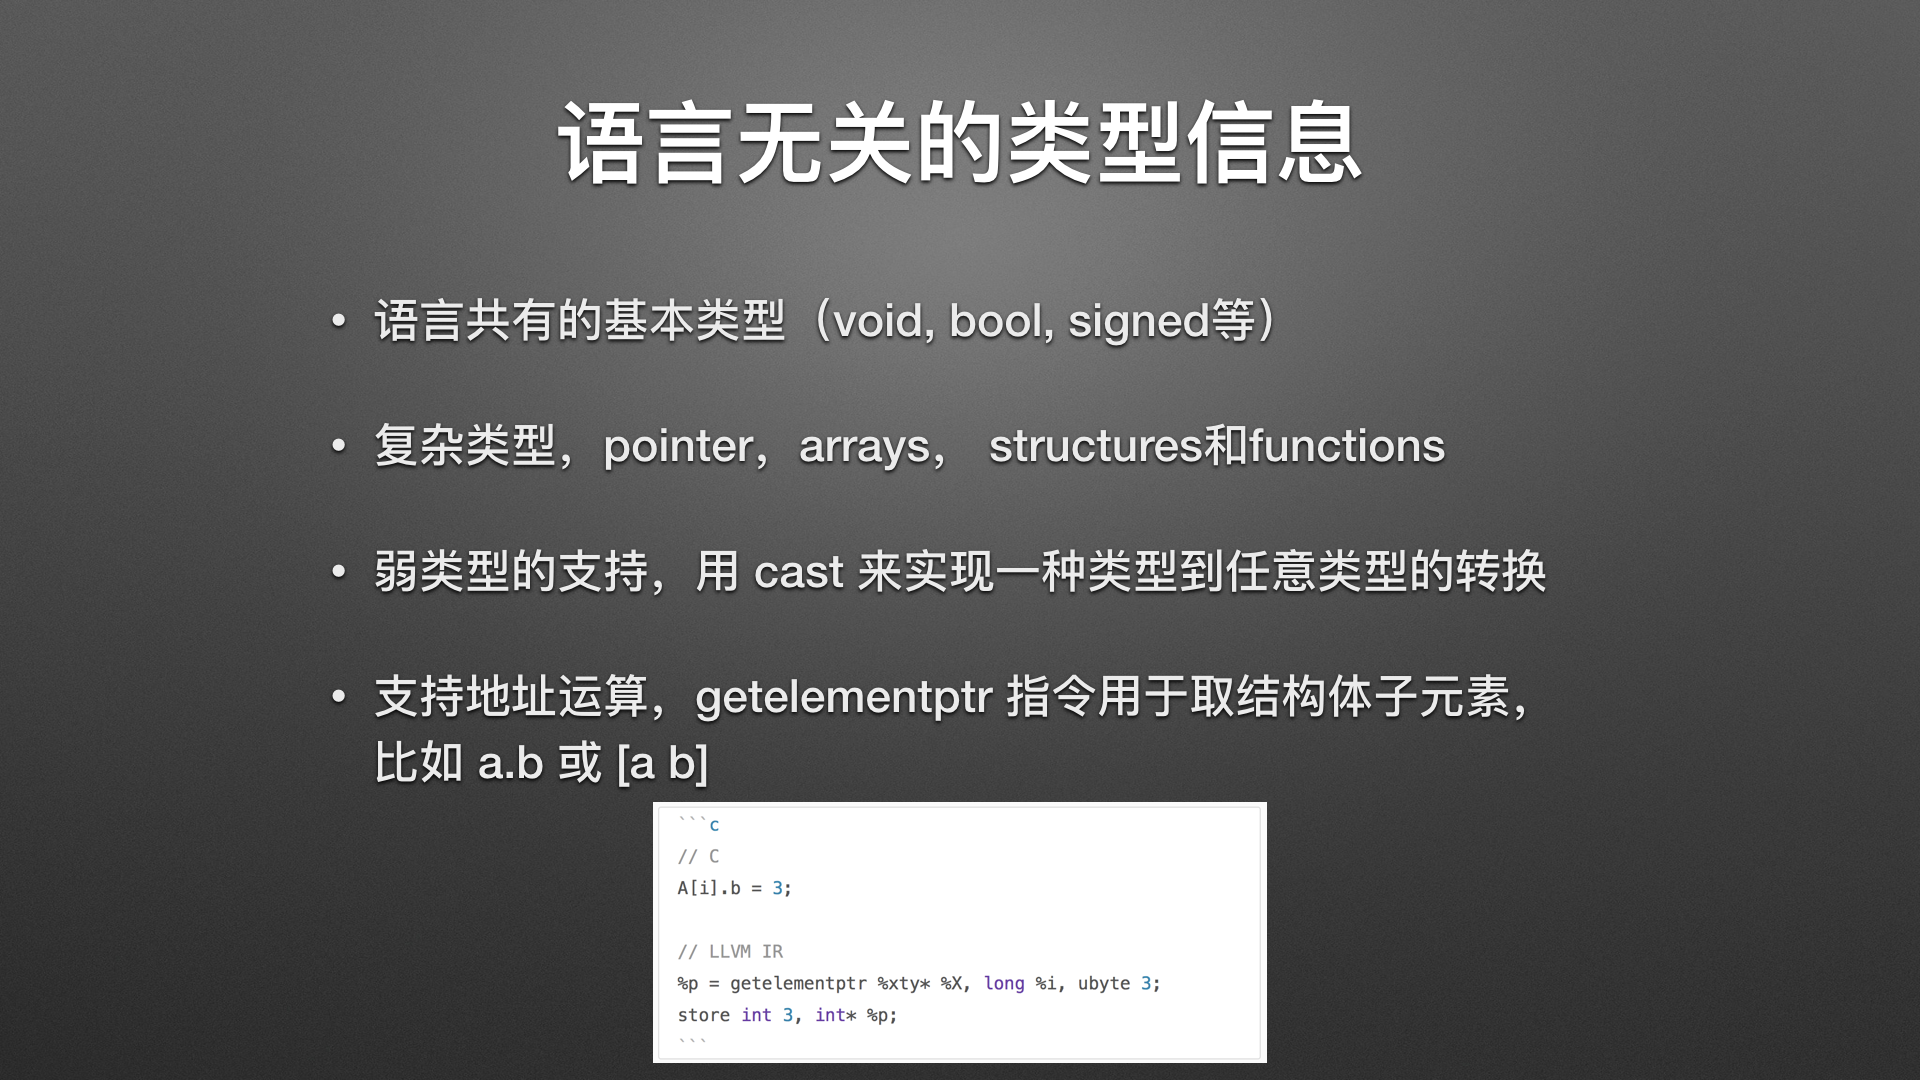 语言无关的类型信息
• 语言共有的基本类型（void, bool, signed等）
• 复杂类型，pointer，arrays， structures和functions
• 弱类型的支持，用 cast 来实现一种类型到任意类型的转换
• 支持地址运算，getelementptr 指令用于取结构体子元素，
比如 a.b 或 [a b]
```c
// C
A[i].b = 3;
// LLVM IR
%p = getelementptr %xty* %X, long %i, ubyte 3;
store int 3, int* %p;
```